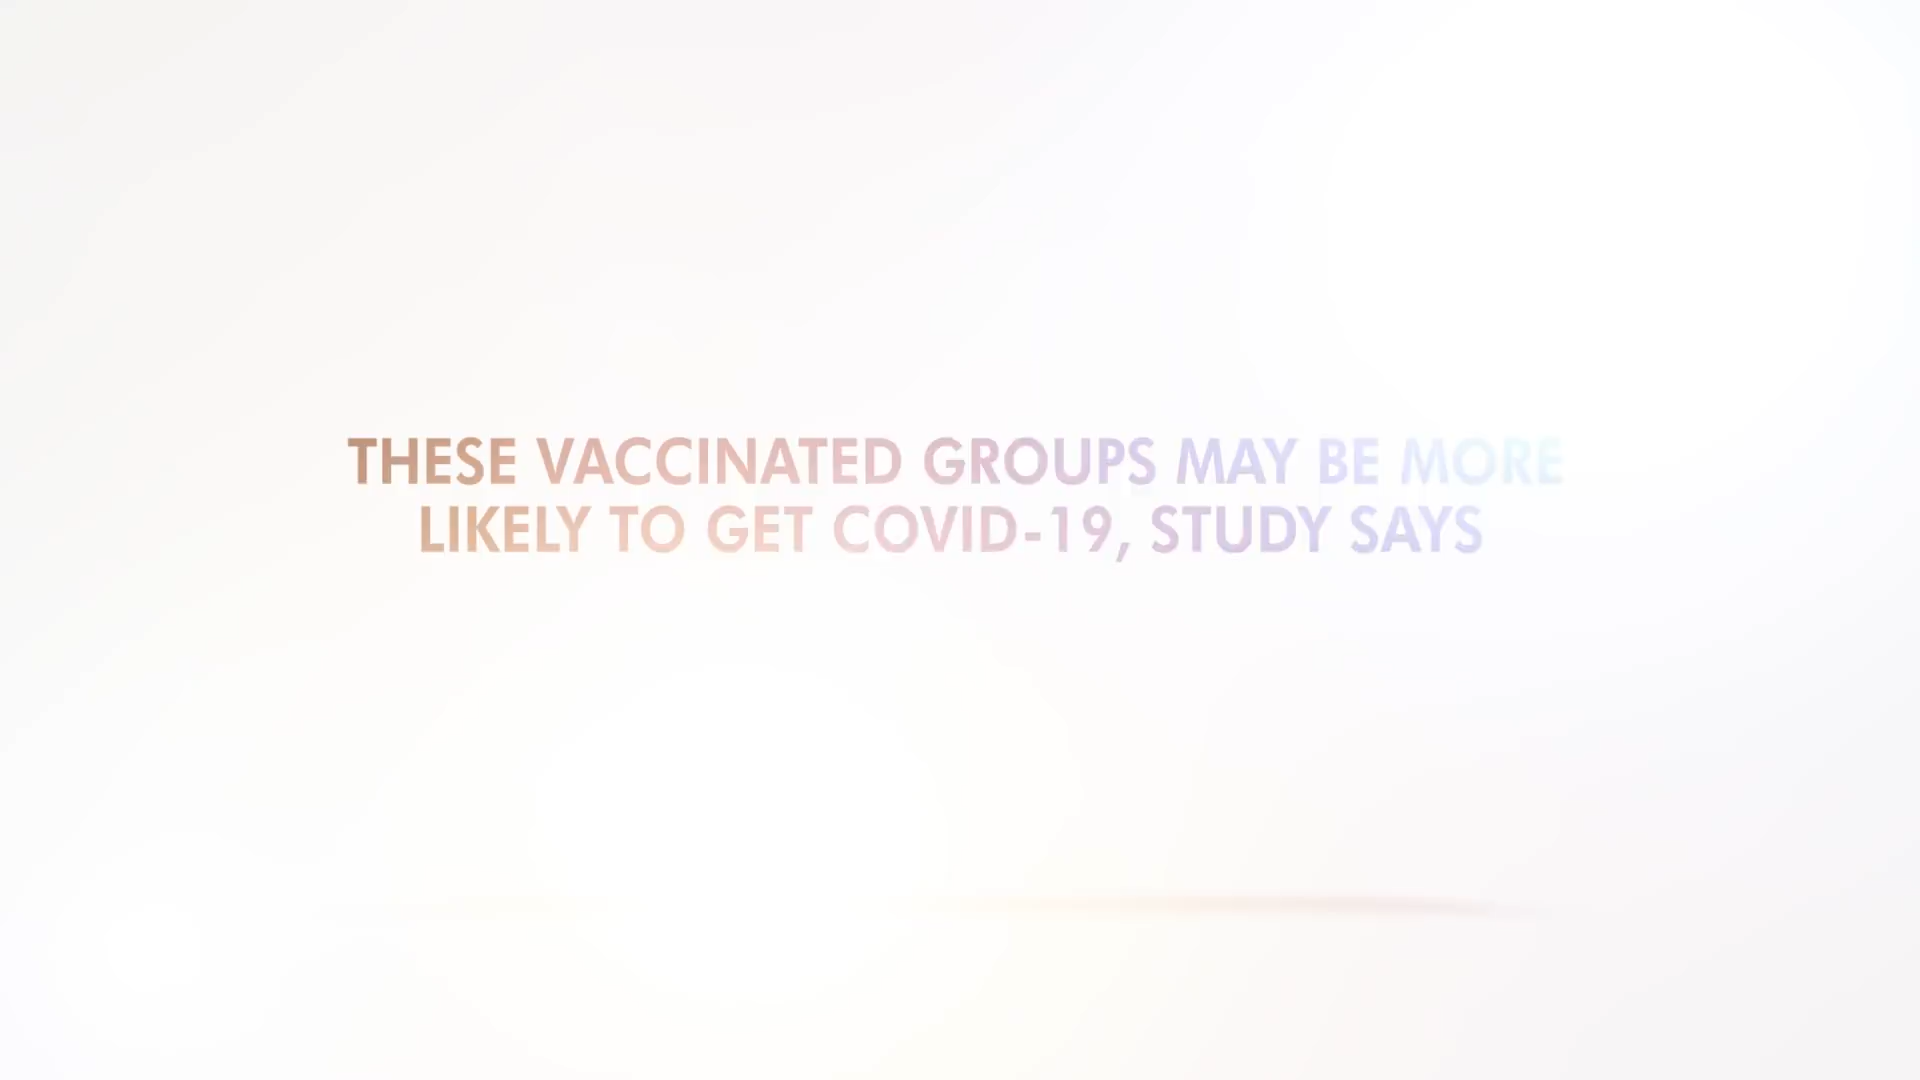 THESE VACCINATED GROUPS MAY BE MORE
LIKELY TO GET COVID-19, STUDY SAYS